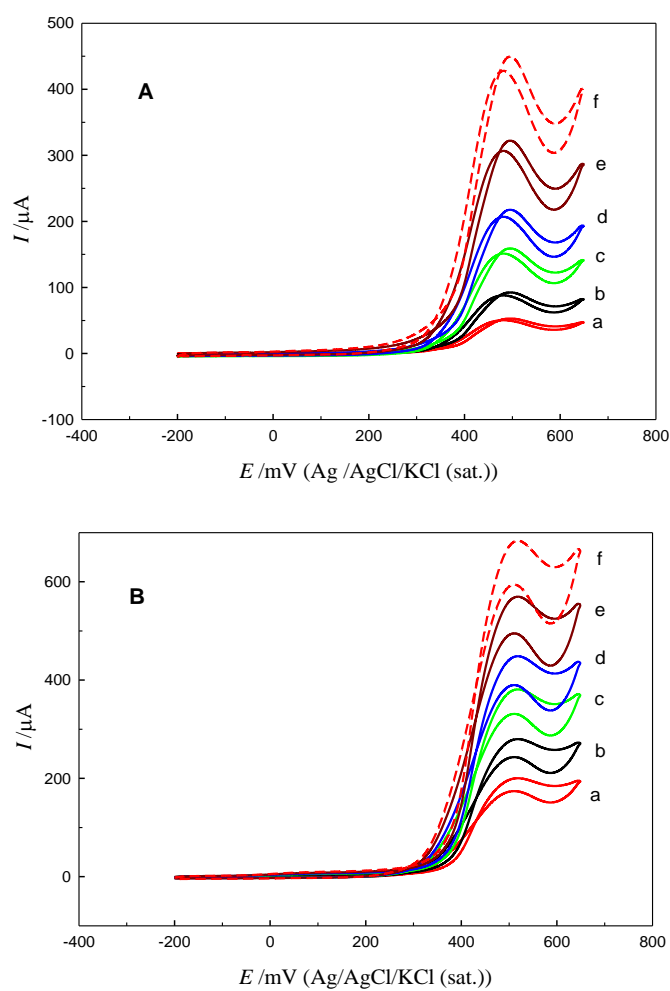 500
400
300
200
100
0
-100
-400
-200
0
200
400
600
800
I /µA
E /mV (Ag /AgCl/KCl (sat.))
A
f
e
d
c
b
a
600
400
200
0
-400
-200
0
200
400
600
800
I /µA
E /mV (Ag/AgCl/KCl (sat.))
B
f
e
d
c
b
a